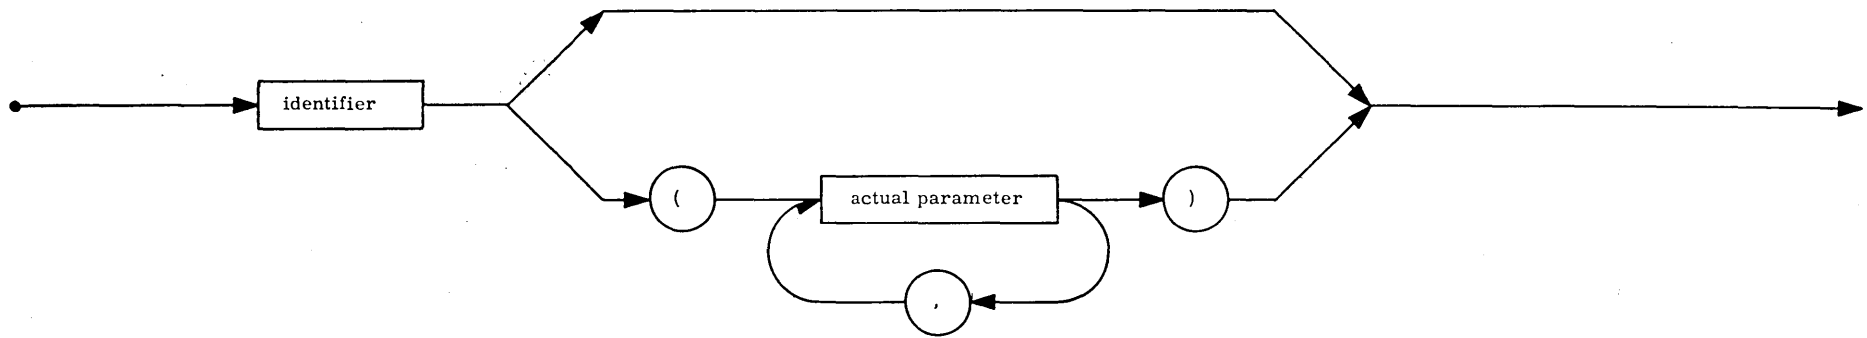 identifier
( actual parameter )
,